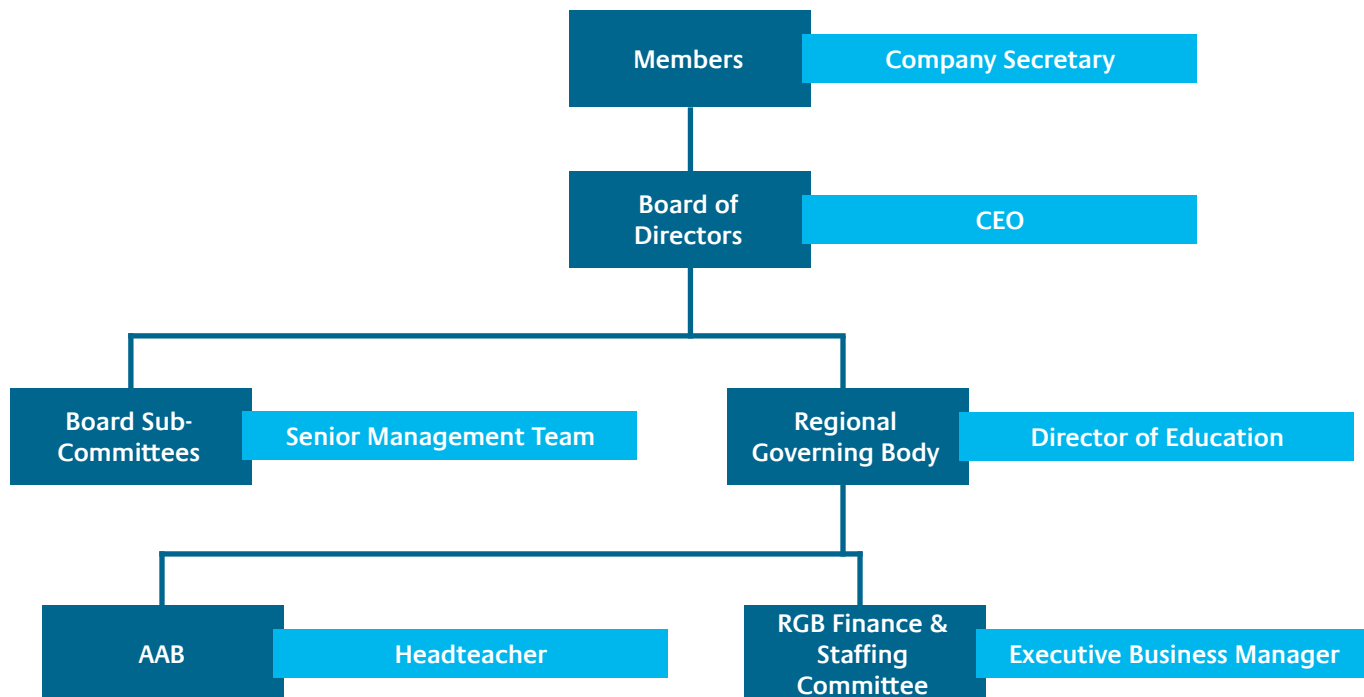 Members
Company Secretary
Board of
Directors
CEO
Board Sub-
Committees
Senior Management Team
Regional
Governing Body
Director of Education
AAB
Headteacher
RGB Finance &
Staffing
Committee
Executive Business Manager